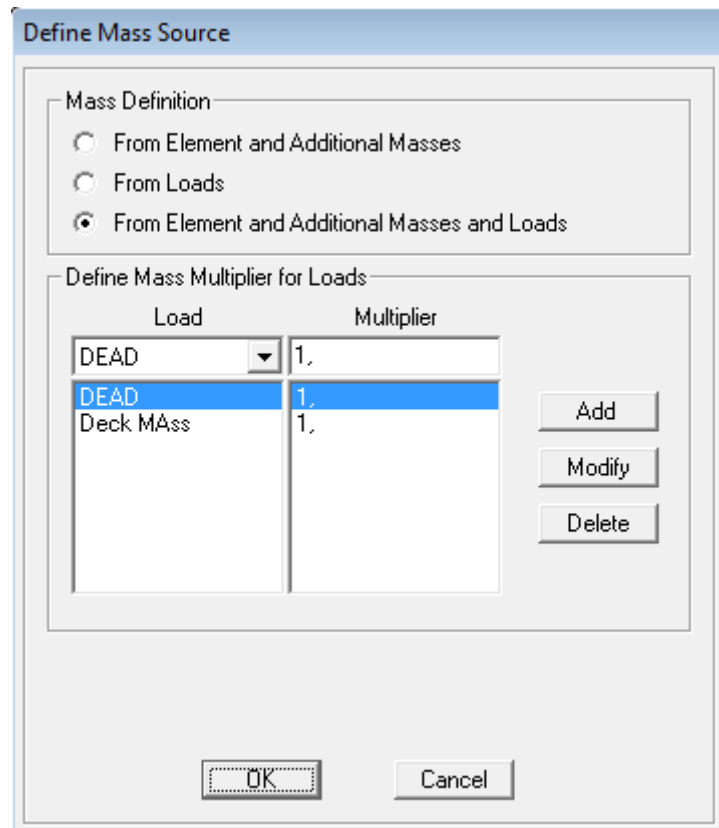 Define Mass Source
Mass Definition
From Element and Additional Masses
From Loads
From Element and Additional Masses and Loads
Define Mass Multiplier for Loads
Load Multiplier
DEAD 1,
DEAD 1,
Deck MAss 1,
Add
Modify
Delete
OK Cancel